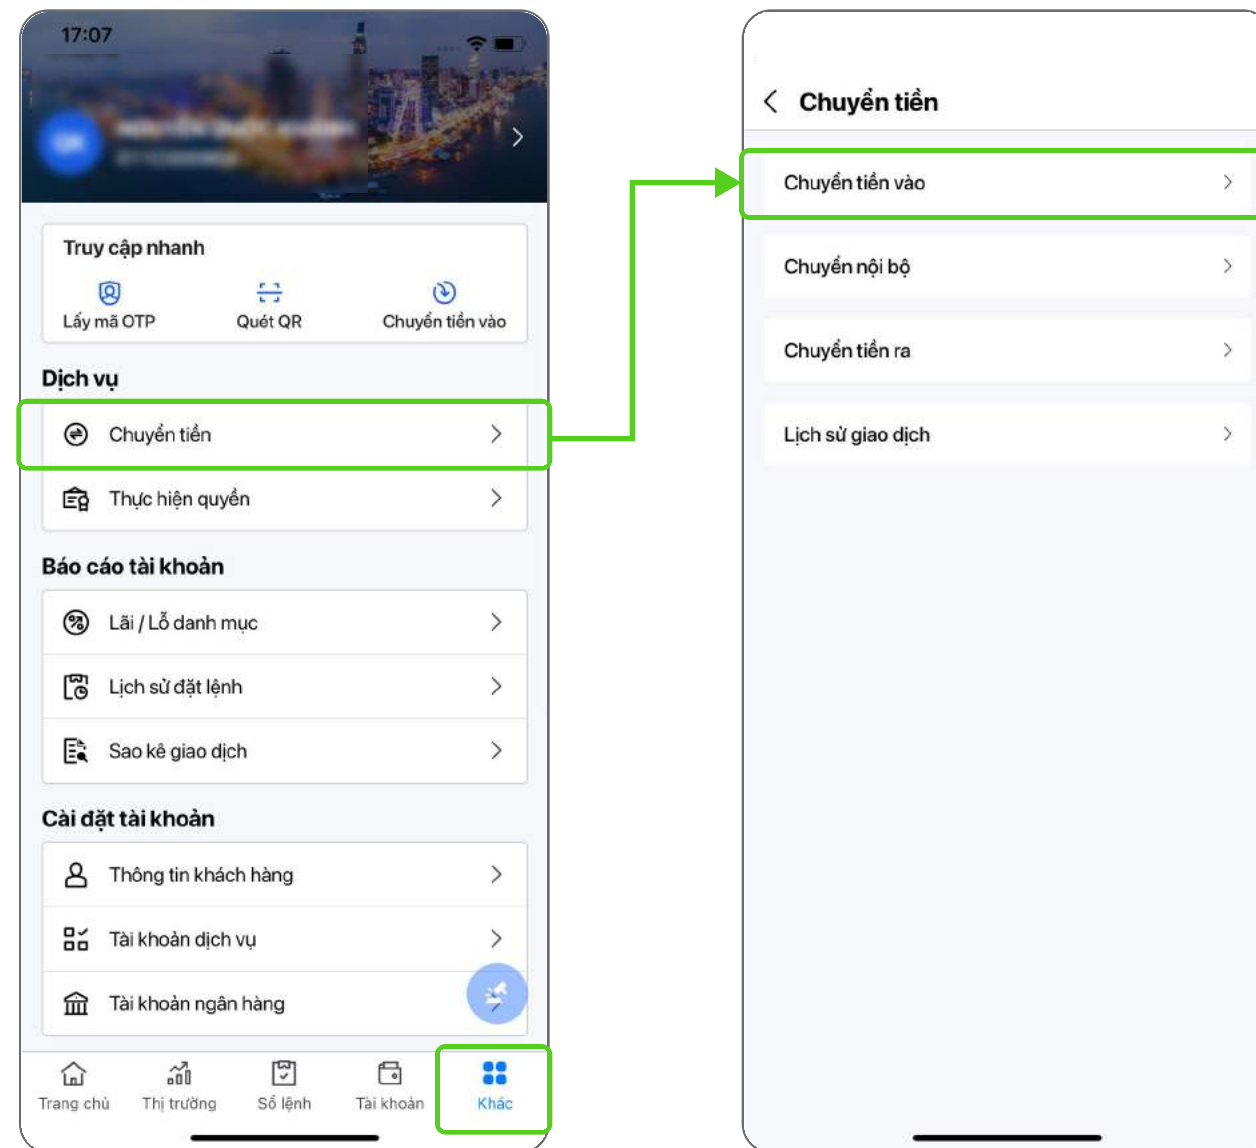 17:07
Truy cập nhanh
Lấy mã OTP
Quét QR
Chuyển tiền vào
Dịch vụ
Chuyển tiền
Thực hiện quyền
Báo cáo tài khoản
Lãi / Lỗ danh mục
Lịch sử đặt lệnh
Sao kê giao dịch
Cài đặt tài khoản
Thông tin khách hàng
Tài khoản dịch vụ
Tài khoản ngân hàng
Trang chủ
Thị trường
Sổ lệnh
Tài khoản
Khác
Chuyển tiền
Chuyển tiền vào
Chuyển nội bộ
Chuyển tiền ra
Lịch sử giao dịch